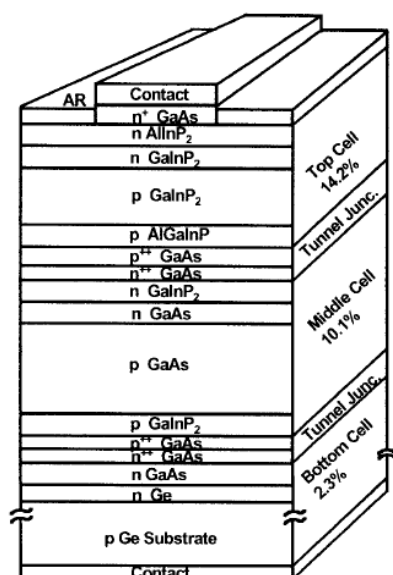 AR
Contact
n⁺ GaAs
n AlInP₂
n GaInP₂
p GaInP₂
p AlGaInP
p⁺⁺ GaAs
n⁺⁺ GaAs
n GaInP₂
n GaAs
p GaAs
p GaInP₂
p⁺⁺ GaAs
n⁺⁺ GaAs
n GaAs
n Ge
p Ge Substrate
Contact
Top Cell
14.2%
Tunnel Junc.
Middle Cell
10.1%
Tunnel Junc.
Bottom Cell
2.3%